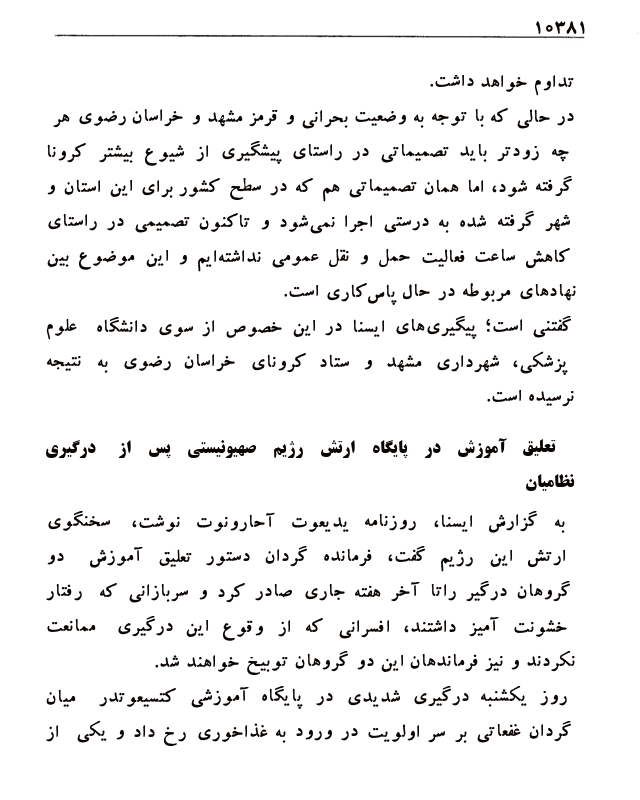 ۱۰۳۸۱
تداوم خواهد داشت.
در حالی که با توجه به وضعیت بحرانی و قرمز مشهد و خراسان رضوی هر
چه زودتر باید تصمیماتی در راستای پیشگیری از شیوع بیشتر کرونا
گرفته شود، اما همان تصمیماتی هم که در سطح کشور برای این استان و
شهر گرفته شده به درستی اجرا نمی‌شود و تاکنون تصمیمی در راستای
کاهش ساعت فعالیت حمل و نقل عمومی نداشته‌ایم و این موضوع بین
نهادهای مربوطه در حال پاس‌کاری است.
گفتنی است؛ پیگیری‌های ایسنا در این خصوص از سوی دانشگاه علوم
پزشکی، شهرداری مشهد و ستاد کرونای خراسان رضوی به نتیجه
نرسیده است.
تعلیق آموزش در پایگاه ارتش رژیم صهیونیستی پس از درگیری
نظامیان
به گزارش ایسنا، روزنامه یدیعوت آحارونوت نوشت، سخنگوی
ارتش این رژیم گفت، فرمانده گردان دستور تعلیق آموزش دو
گروهان درگیر راتا آخر هفته جاری صادر کرد و سربازانی که رفتار
خشونت آمیز داشتند، افسرانی که از وقوع این درگیری ممانعت
نکردند و نیز فرماندهان این دو گروهان توبیخ خواهند شد.
روز یکشنبه درگیری شدیدی در پایگاه آموزشی کتسیعوتدر میان
گردان غفعاتی بر سر اولویت در ورود به غذاخوری رخ داد و یکی از